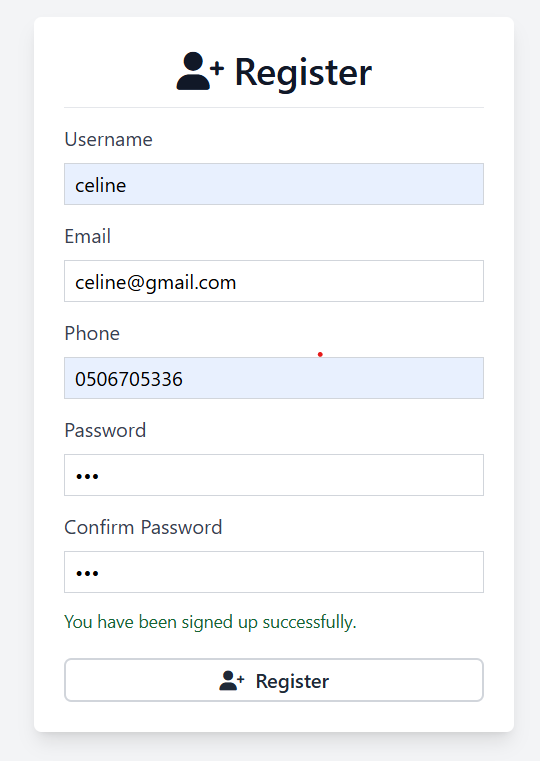 Register
Username
celine
Email
celine@gmail.com
Phone
0506705336
Password
•••
Confirm Password
•••
You have been signed up successfully.
Register